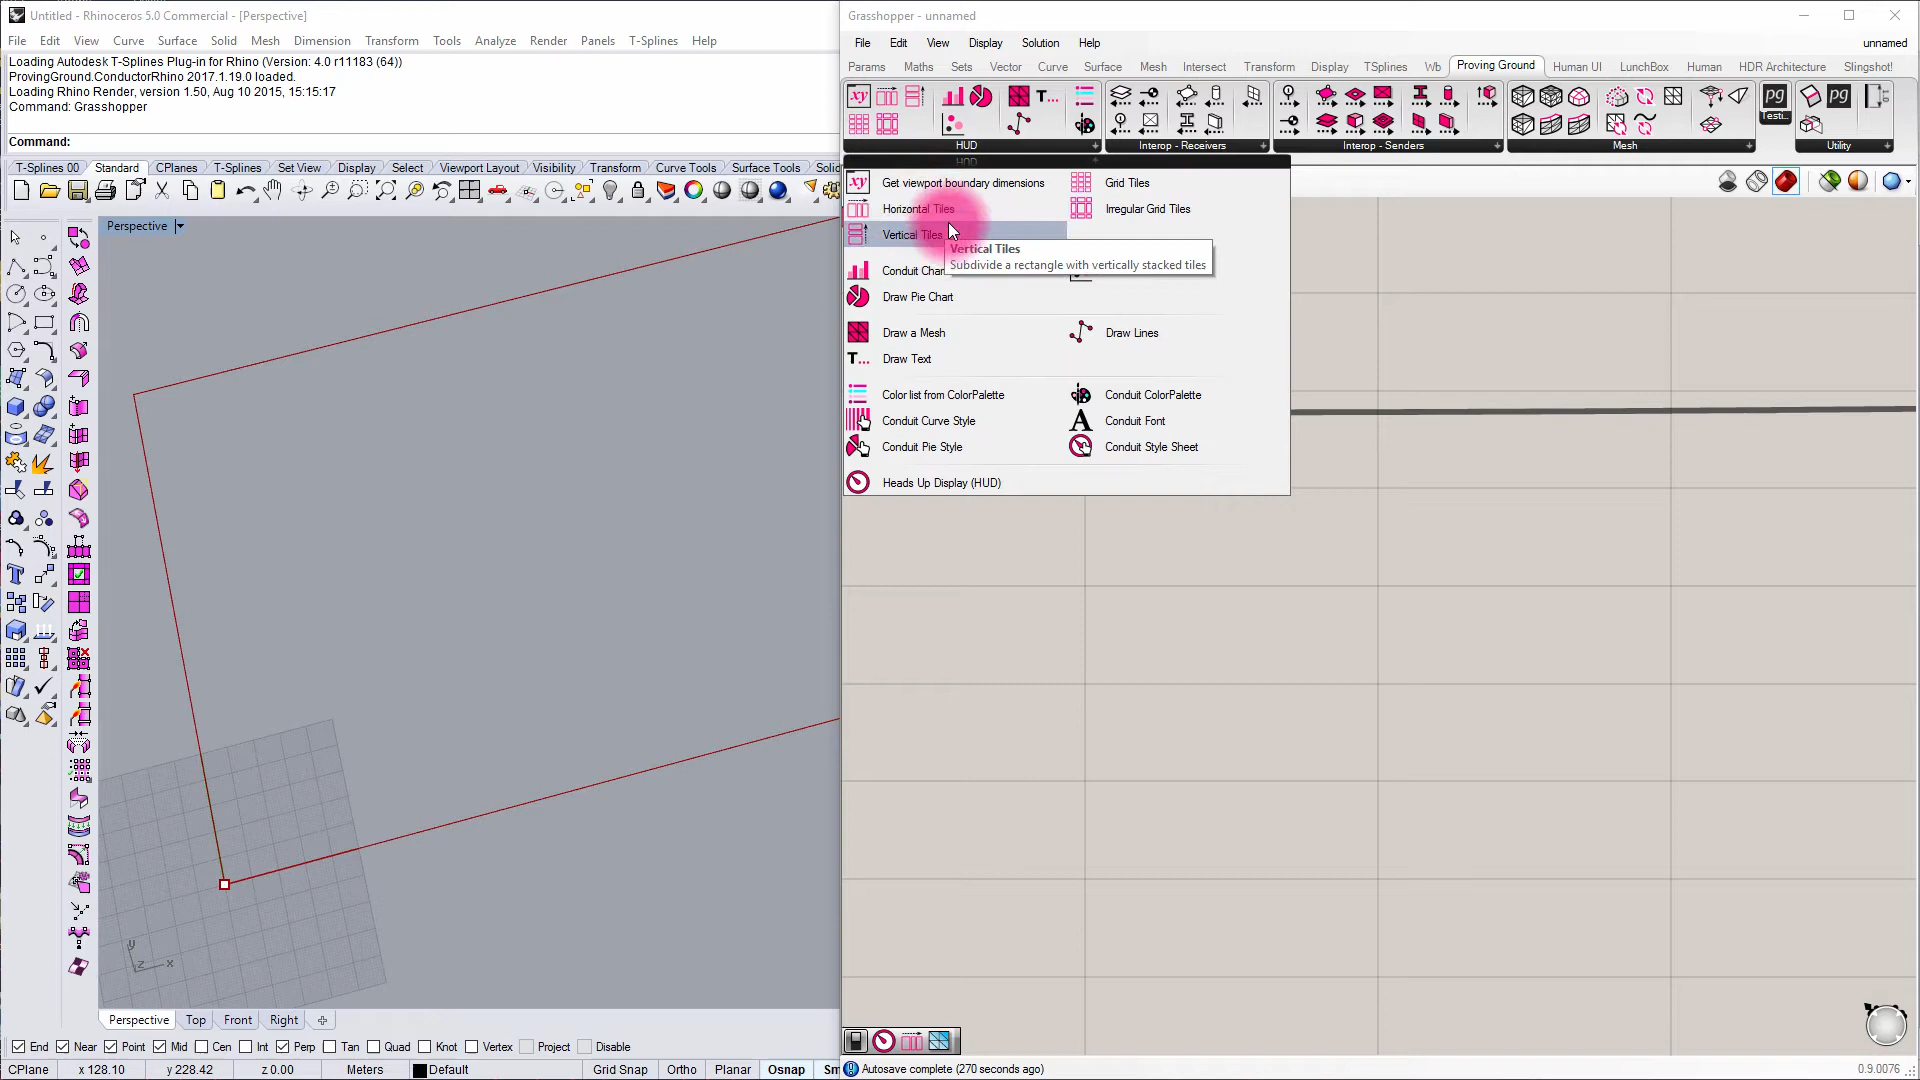 Untitled - Rhinoceros 5.0 Commercial - [Perspective]
File Edit View Curve Surface Solid Mesh Dimension Transform Tools Analyze Render Panels T-Splines Help
Loading Autodesk T-Splines Plug-in for Rhino (Version: 4.0 r11183 (64))
ProvingGround.ConductorRhino 2017.1.19.0 loaded.
Loading Rhino Render, version 1.50, Aug 10 2015, 15:15:17
Command: Grasshopper
Command:
T-Splines 00 Standard CPlanes T-Splines Set View Display Select Viewport Layout Visibility Transform Curve Tools Surface Tools Solid
Perspective
y
z x
Perspective Top Front Right
End Near Point Mid Cen Int Perp Tan Quad Knot Vertex Project Disable
CPlane x 128.10 y 228.42 z 0.00 Meters Default Grid Snap Ortho Planar Osnap Sm
Grasshopper - unnamed
File Edit View Display Solution Help unnamed
Params Maths Sets Vector Curve Surface Mesh Intersect Transform Display TSplines Wb Proving Ground Human UI LunchBox Human HDR Architecture Slingshot!
xy T... pg Testi... pg
HUD Interop - Receivers Interop - Senders Mesh Utility
HUD
xy Get viewport boundary dimensions Grid Tiles
Horizontal Tiles Irregular Grid Tiles
Vertical Tiles
Vertical Tiles
Subdivide a rectangle with vertically stacked tiles
Conduit Char
Draw Pie Chart
Draw a Mesh Draw Lines
T... Draw Text
Color list from ColorPalette Conduit ColorPalette
Conduit Curve Style A Conduit Font
Conduit Pie Style Conduit Style Sheet
Heads Up Display (HUD)
Autosave complete (270 seconds ago) 0.9.0076